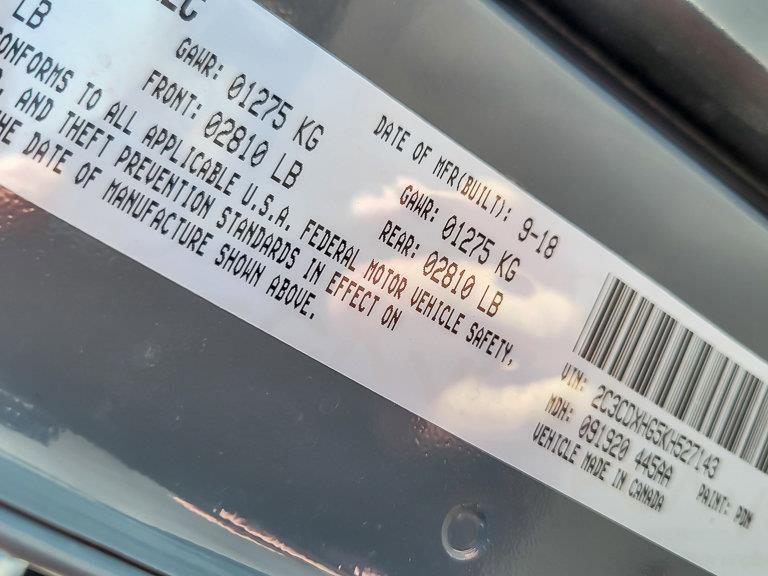 LLC
LB
DATE OF MFR(BUILT): 9-18
GAWR: 01275 KG
FRONT: 02810 LB
GAWR: 01275 KG
REAR: 02810 LB
CONFORMS TO ALL APPLICABLE U.S.A. FEDERAL MOTOR VEHICLE SAFETY,
AND THEFT PREVENTION STANDARDS IN EFFECT ON
THE DATE OF MANUFACTURE SHOWN ABOVE.
VIN: 2C3CDXHG5KH527143
MDH: 091920 445AA PAINT: PDN
VEHICLE MADE IN CANADA